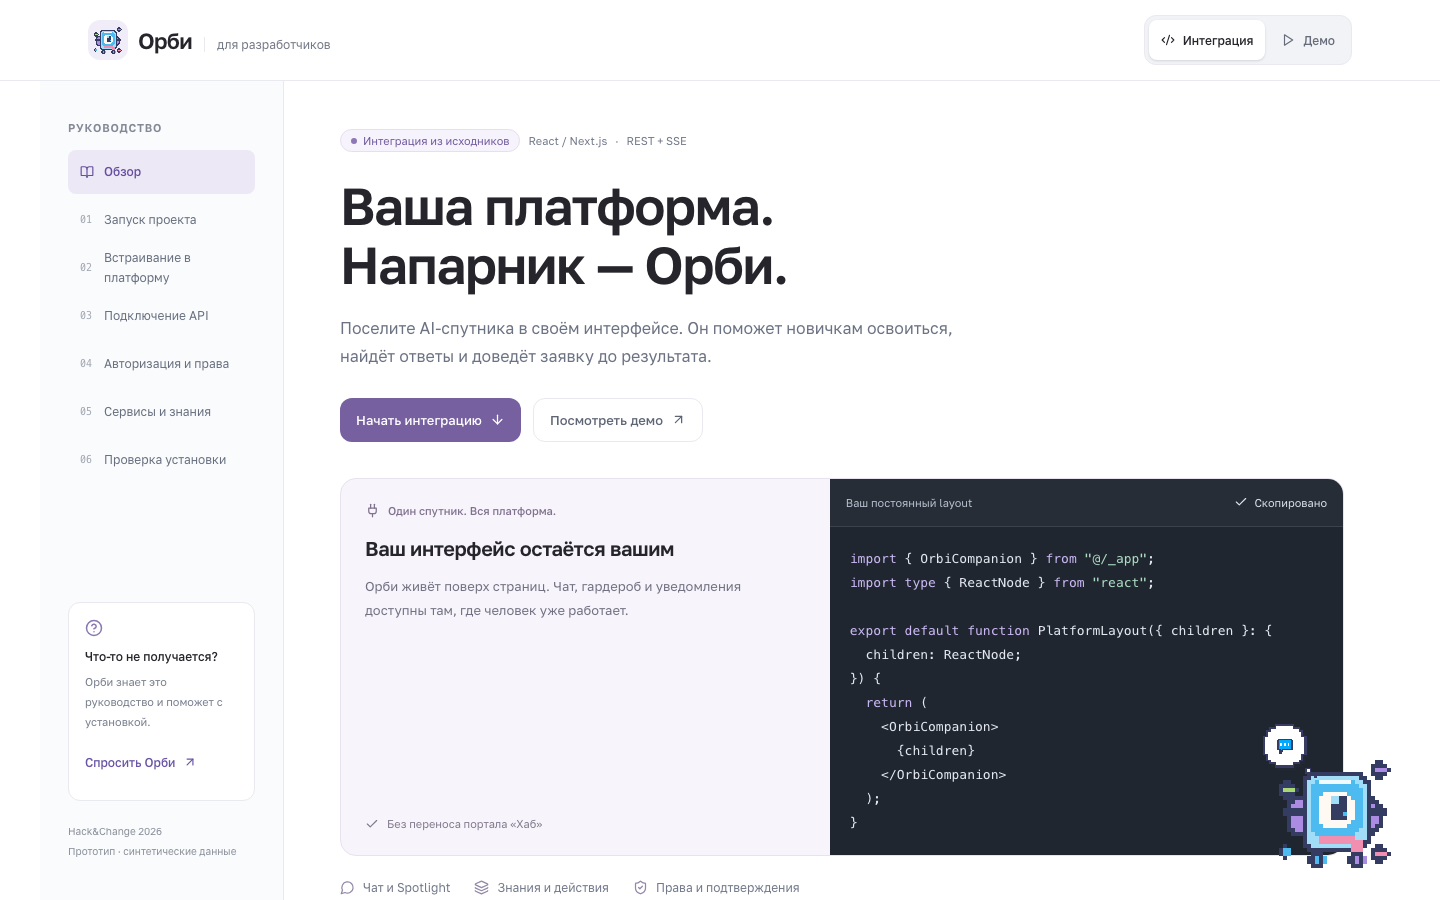 Орби
для разработчиков
Интеграция
Демо
РУКОВОДСТВО
Обзор
01 Запуск проекта
02 Встраивание в
платформу
03 Подключение API
04 Авторизация и права
05 Сервисы и знания
06 Проверка установки
Что-то не получается?
Орби знает это
руководство и поможет с
установкой.
Спросить Орби
Hack&Change 2026
Прототип · синтетические данные
Интеграция из исходников
React / Next.js · REST + SSE
Ваша платформа.
Напарник — Орби.
Поселите AI-спутника в своём интерфейсе. Он поможет новичкам освоиться,
найдёт ответы и доведёт заявку до результата.
Начать интеграцию
Посмотреть демо
Один спутник. Вся платформа.
Ваш интерфейс остаётся вашим
Орби живёт поверх страниц. Чат, гардероб и уведомления
доступны там, где человек уже работает.
Без переноса портала «Хаб»
Ваш постоянный layout
Скопировано
import { OrbiCompanion } from "@/_app";
import type { ReactNode } from "react";
export default function PlatformLayout({ children }: {
  children: ReactNode;
}) {
  return (
    <OrbiCompanion>
      {children}
    </OrbiCompanion>
  );
}
Чат и Spotlight
Знания и действия
Права и подтверждения